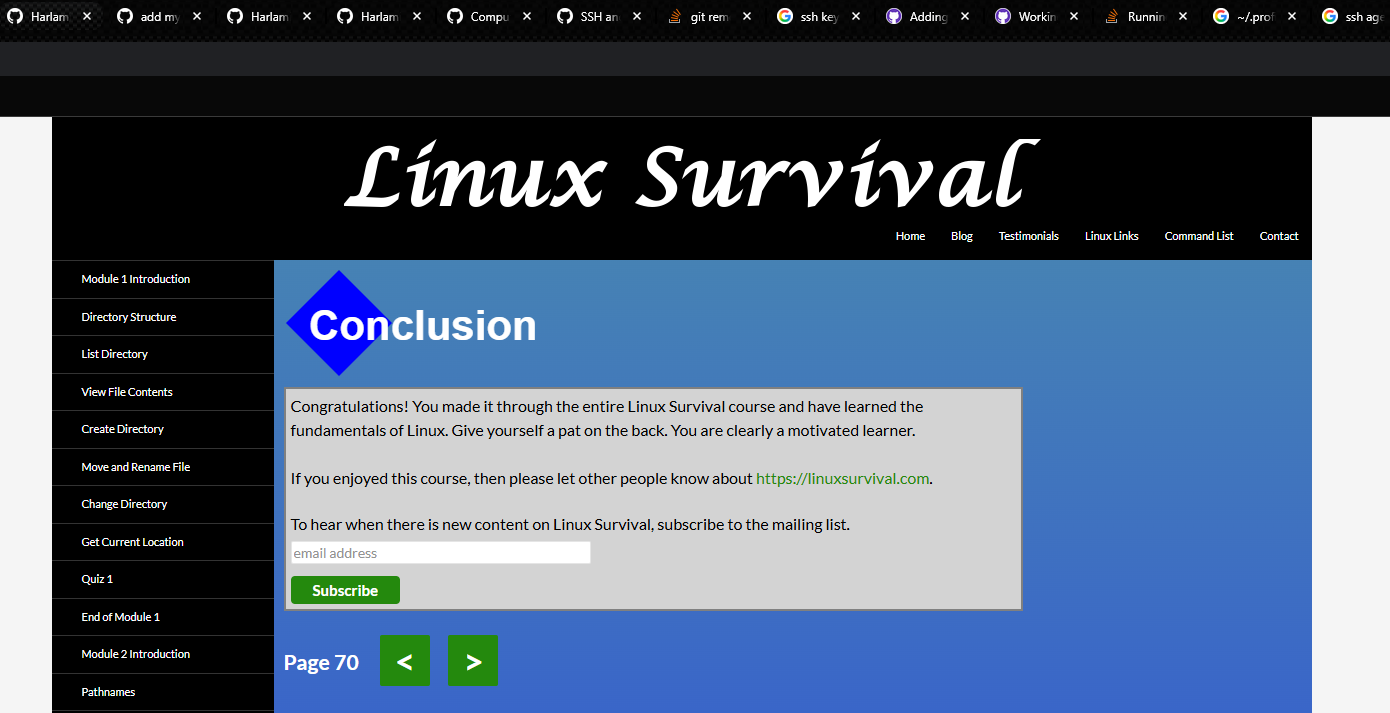 Harlam
add my
Harlam
Harlam
Compu
SSH an
git rem
ssh key
Adding
Workin
Runnin
~/.prof
ssh age
Linux Survival
Home Blog Testimonials Linux Links Command List Contact
Module 1 Introduction
Directory Structure
List Directory
View File Contents
Create Directory
Move and Rename File
Change Directory
Get Current Location
Quiz 1
End of Module 1
Module 2 Introduction
Pathnames
Conclusion
Congratulations! You made it through the entire Linux Survival course and have learned the
fundamentals of Linux. Give yourself a pat on the back. You are clearly a motivated learner.
If you enjoyed this course, then please let other people know about https://linuxsurvival.com.
To hear when there is new content on Linux Survival, subscribe to the mailing list.
email address
Subscribe
Page 70 < >